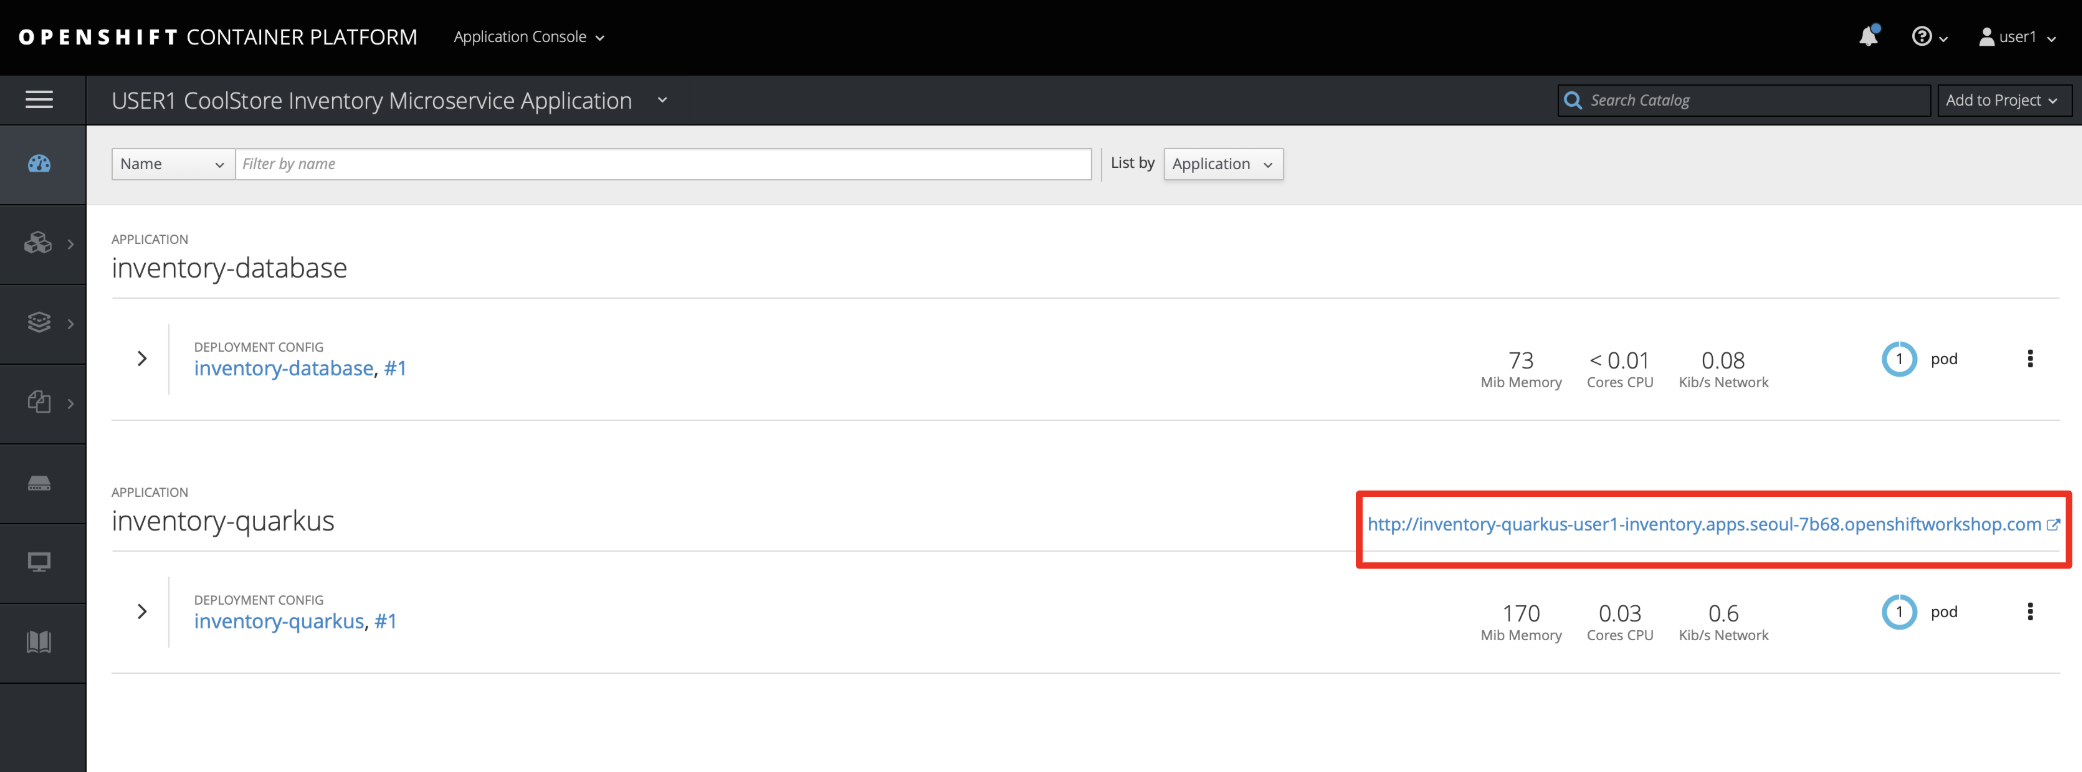 OPENSHIFT CONTAINER PLATFORM Application Console user1
USER1 CoolStore Inventory Microservice Application Search Catalog Add to Project
Name Filter by name List by Application
APPLICATION
inventory-database
DEPLOYMENT CONFIG
inventory-database, #1
73 < 0.01 0.08
Mib Memory Cores CPU Kib/s Network
1 pod
APPLICATION
inventory-quarkus
http://inventory-quarkus-user1-inventory.apps.seoul-7b68.openshiftworkshop.com
DEPLOYMENT CONFIG
inventory-quarkus, #1
170 0.03 0.6
Mib Memory Cores CPU Kib/s Network
1 pod